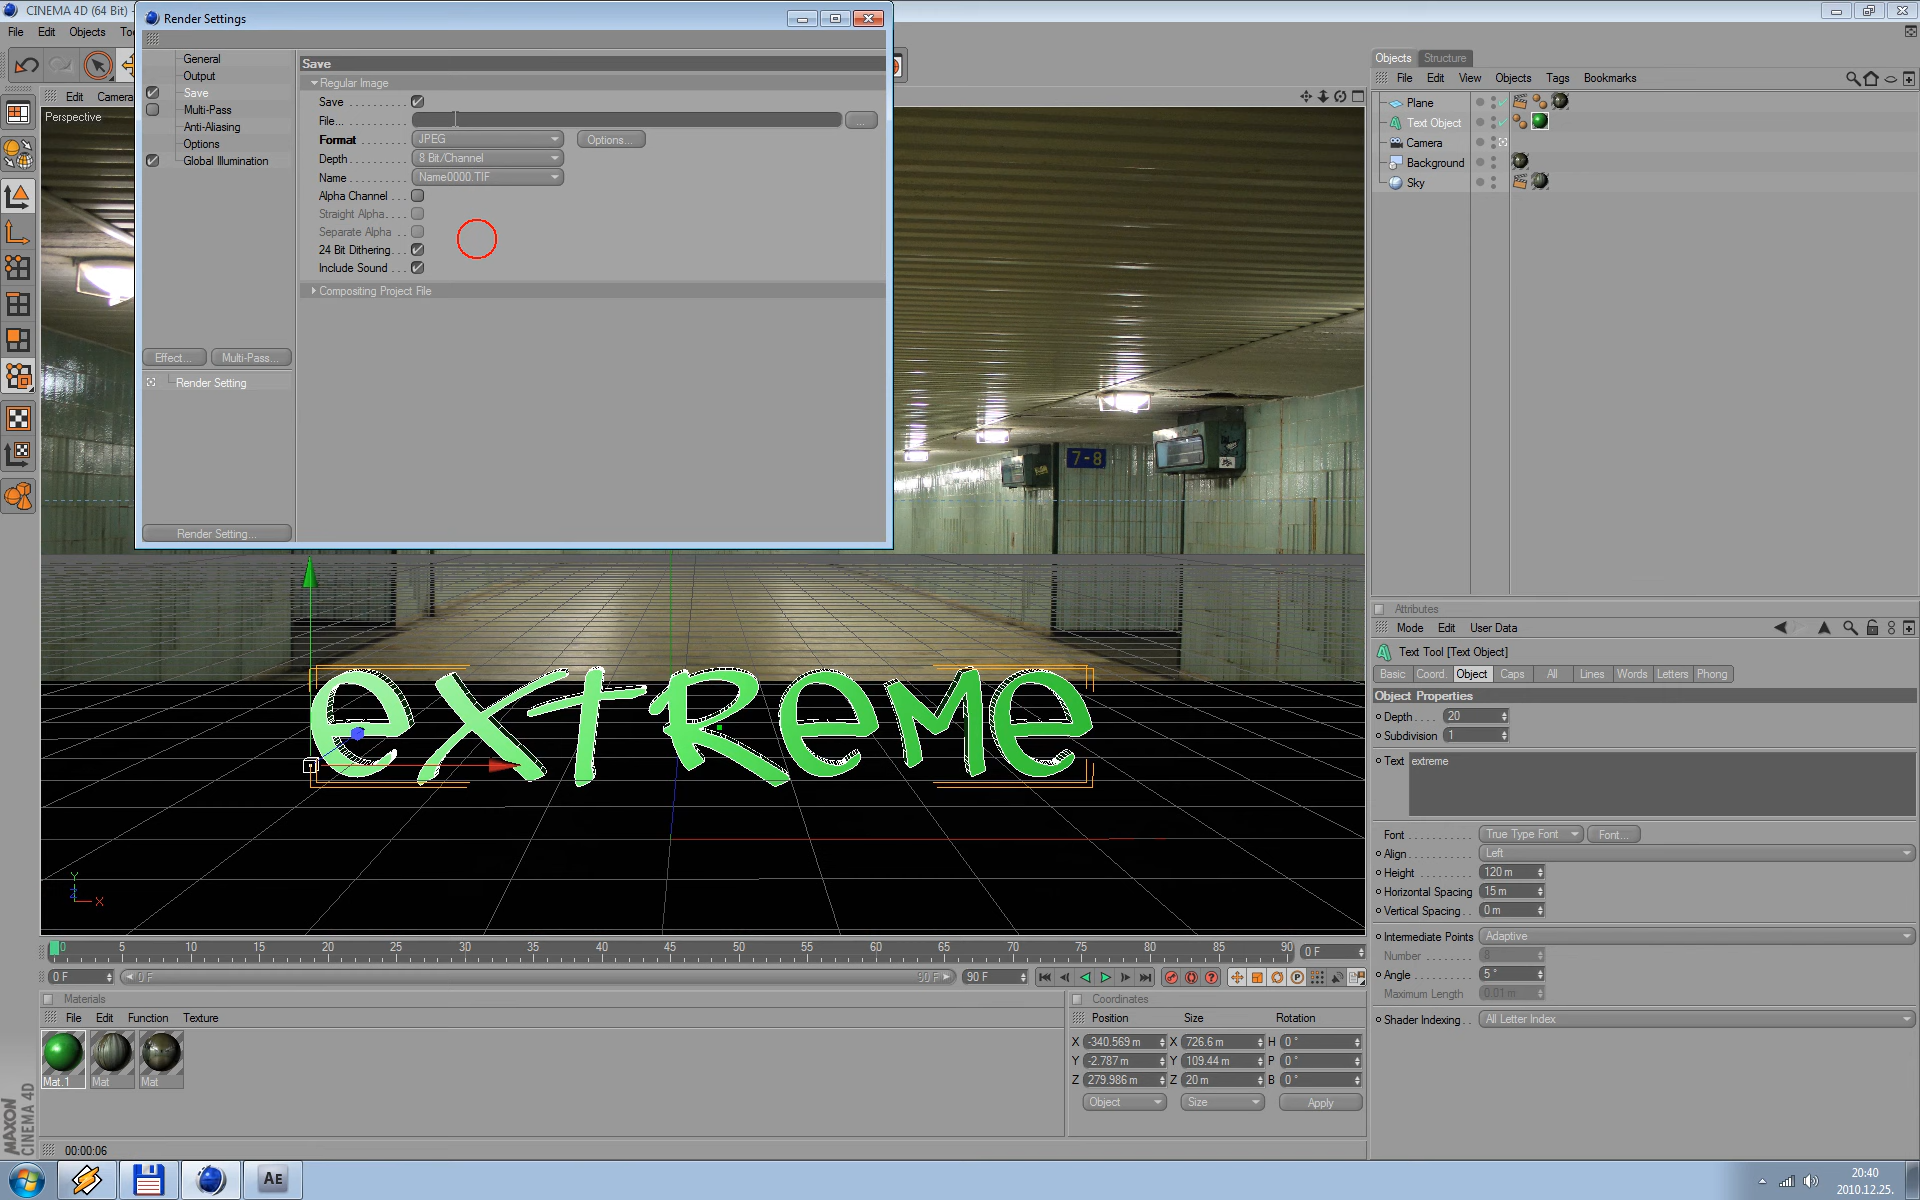 CINEMA 4D (64 Bit) -
File Edit Objects To
Render Settings
General
Output
Save
Multi-Pass
Anti-Aliasing
Options
Global Illumination
Effect...
Multi-Pass...
Render Setting
Render Setting...
Save
Regular Image
Save
File...
...
Format JPEG Options...
Depth 8 Bit/Channel
Name Name0000.TIF
Alpha Channel
Straight Alpha
Separate Alpha
24 Bit Dithering
Include Sound
Compositing Project File
Edit Camera
Perspective
7-8
extreme
Y
Z
X
Objects Structure
File Edit View Objects Tags Bookmarks
Plane
Text Object
Camera
Background
Sky
Attributes
Mode Edit User Data
Text Tool [Text Object]
Basic Coord. Object Caps All Lines Words Letters Phong
Object Properties
Depth 20
Subdivision 1
Text extreme
Font True Type Font Font...
Align Left
Height 120 m
Horizontal Spacing 15 m
Vertical Spacing 0 m
Intermediate Points Adaptive
Number 8
Angle 5 °
Maximum Length 0.01 m
Shader Indexing All Letter Index
0 5 10 15 20 25 30 35 40 45 50 55 60 65 70 75 80 85 90 0 F
0 F 0 F 90 F 90 F
Materials
File Edit Function Texture
Mat.1 Mat Mat
Coordinates
Position Size Rotation
X -340.569 m X 726.6 m H 0 °
Y -2.787 m Y 109.44 m P 0 °
Z 279.986 m Z 20 m B 0 °
Object Size Apply
MAXON
CINEMA 4D
00:00:06
AE
20:40
2010.12.25.